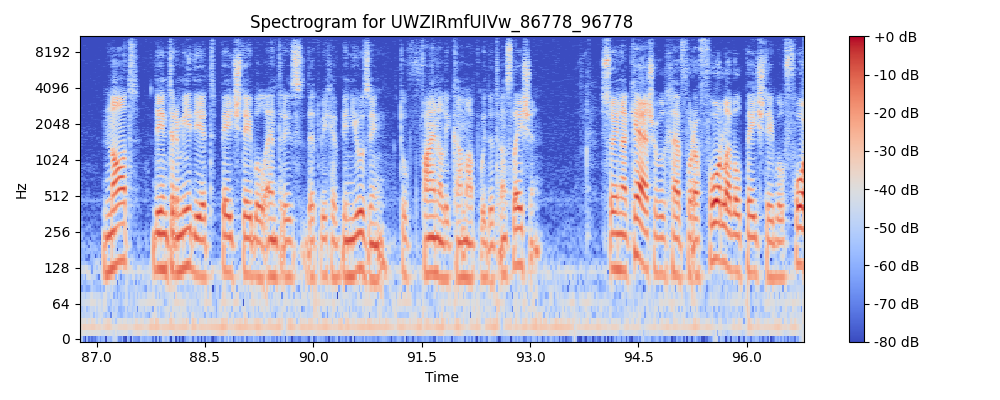 Spectrogram for UWZIRmfUIVw_86778_96778
8192
4096
2048
1024
512
256
128
64
0
Hz
87.0 88.5 90.0 91.5 93.0 94.5 96.0
Time
+0 dB
-10 dB
-20 dB
-30 dB
-40 dB
-50 dB
-60 dB
-70 dB
-80 dB